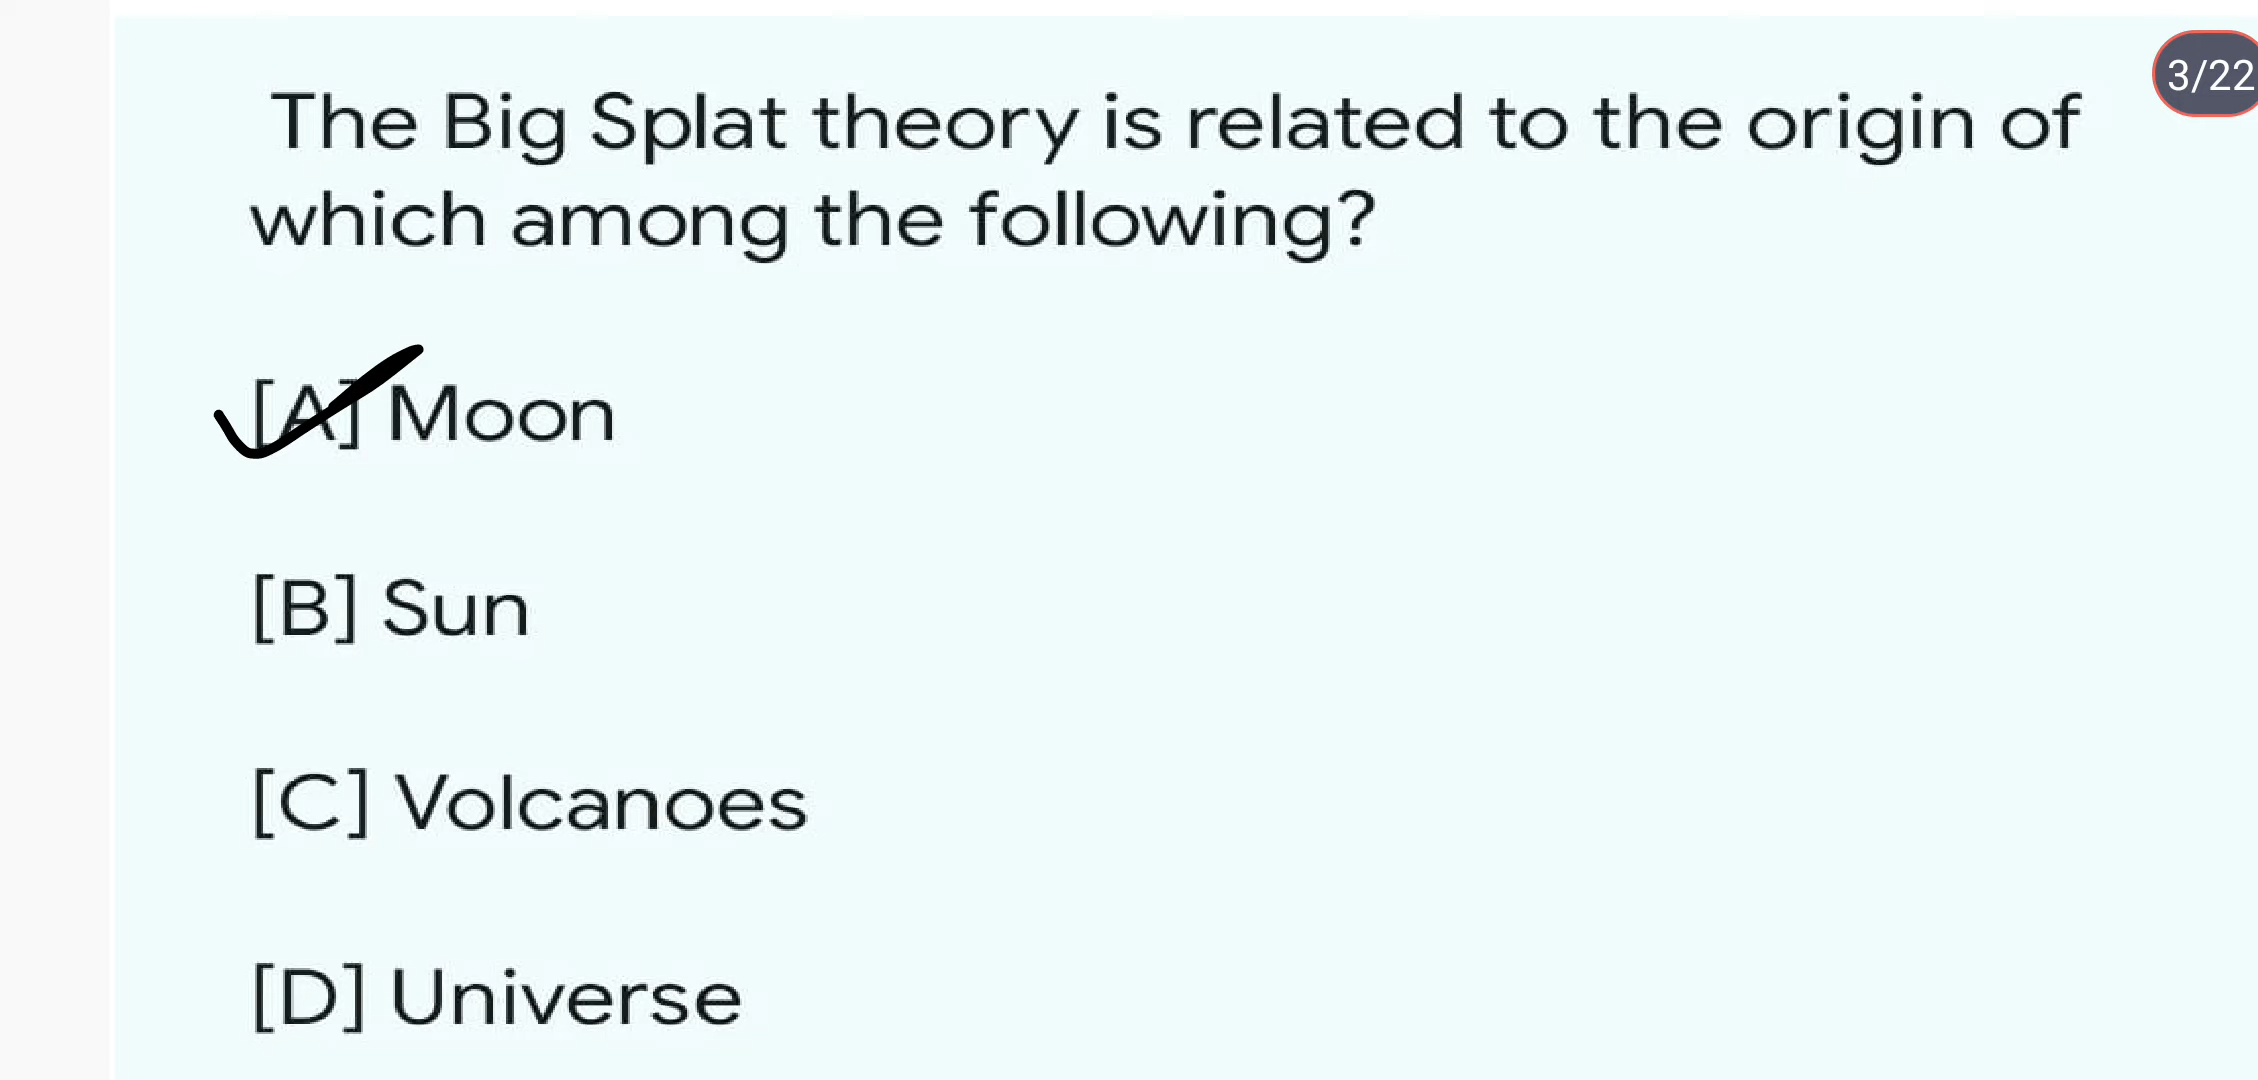 3/22
The Big Splat theory is related to the origin of
which among the following?
[A] Moon
[B] Sun
[C] Volcanoes
[D] Universe